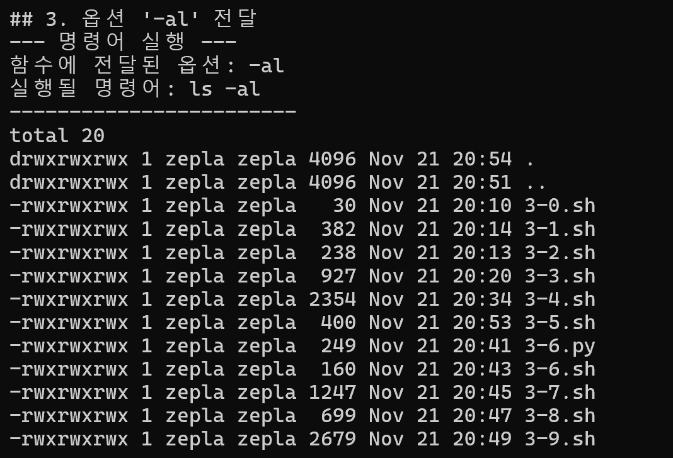 ## 3. 옵션 '-al' 전달
--- 명령어 실행 ---
함수에 전달된 옵션: -al
실행될 명령어: ls -al
------------------------
total 20
drwxrwxrwx 1 zepla zepla 4096 Nov 21 20:54 .
drwxrwxrwx 1 zepla zepla 4096 Nov 21 20:51 ..
-rwxrwxrwx 1 zepla zepla   30 Nov 21 20:10 3-0.sh
-rwxrwxrwx 1 zepla zepla  382 Nov 21 20:14 3-1.sh
-rwxrwxrwx 1 zepla zepla  238 Nov 21 20:13 3-2.sh
-rwxrwxrwx 1 zepla zepla  927 Nov 21 20:20 3-3.sh
-rwxrwxrwx 1 zepla zepla 2354 Nov 21 20:34 3-4.sh
-rwxrwxrwx 1 zepla zepla  400 Nov 21 20:53 3-5.sh
-rwxrwxrwx 1 zepla zepla  249 Nov 21 20:41 3-6.py
-rwxrwxrwx 1 zepla zepla  160 Nov 21 20:43 3-6.sh
-rwxrwxrwx 1 zepla zepla 1247 Nov 21 20:45 3-7.sh
-rwxrwxrwx 1 zepla zepla  699 Nov 21 20:47 3-8.sh
-rwxrwxrwx 1 zepla zepla 2679 Nov 21 20:49 3-9.sh